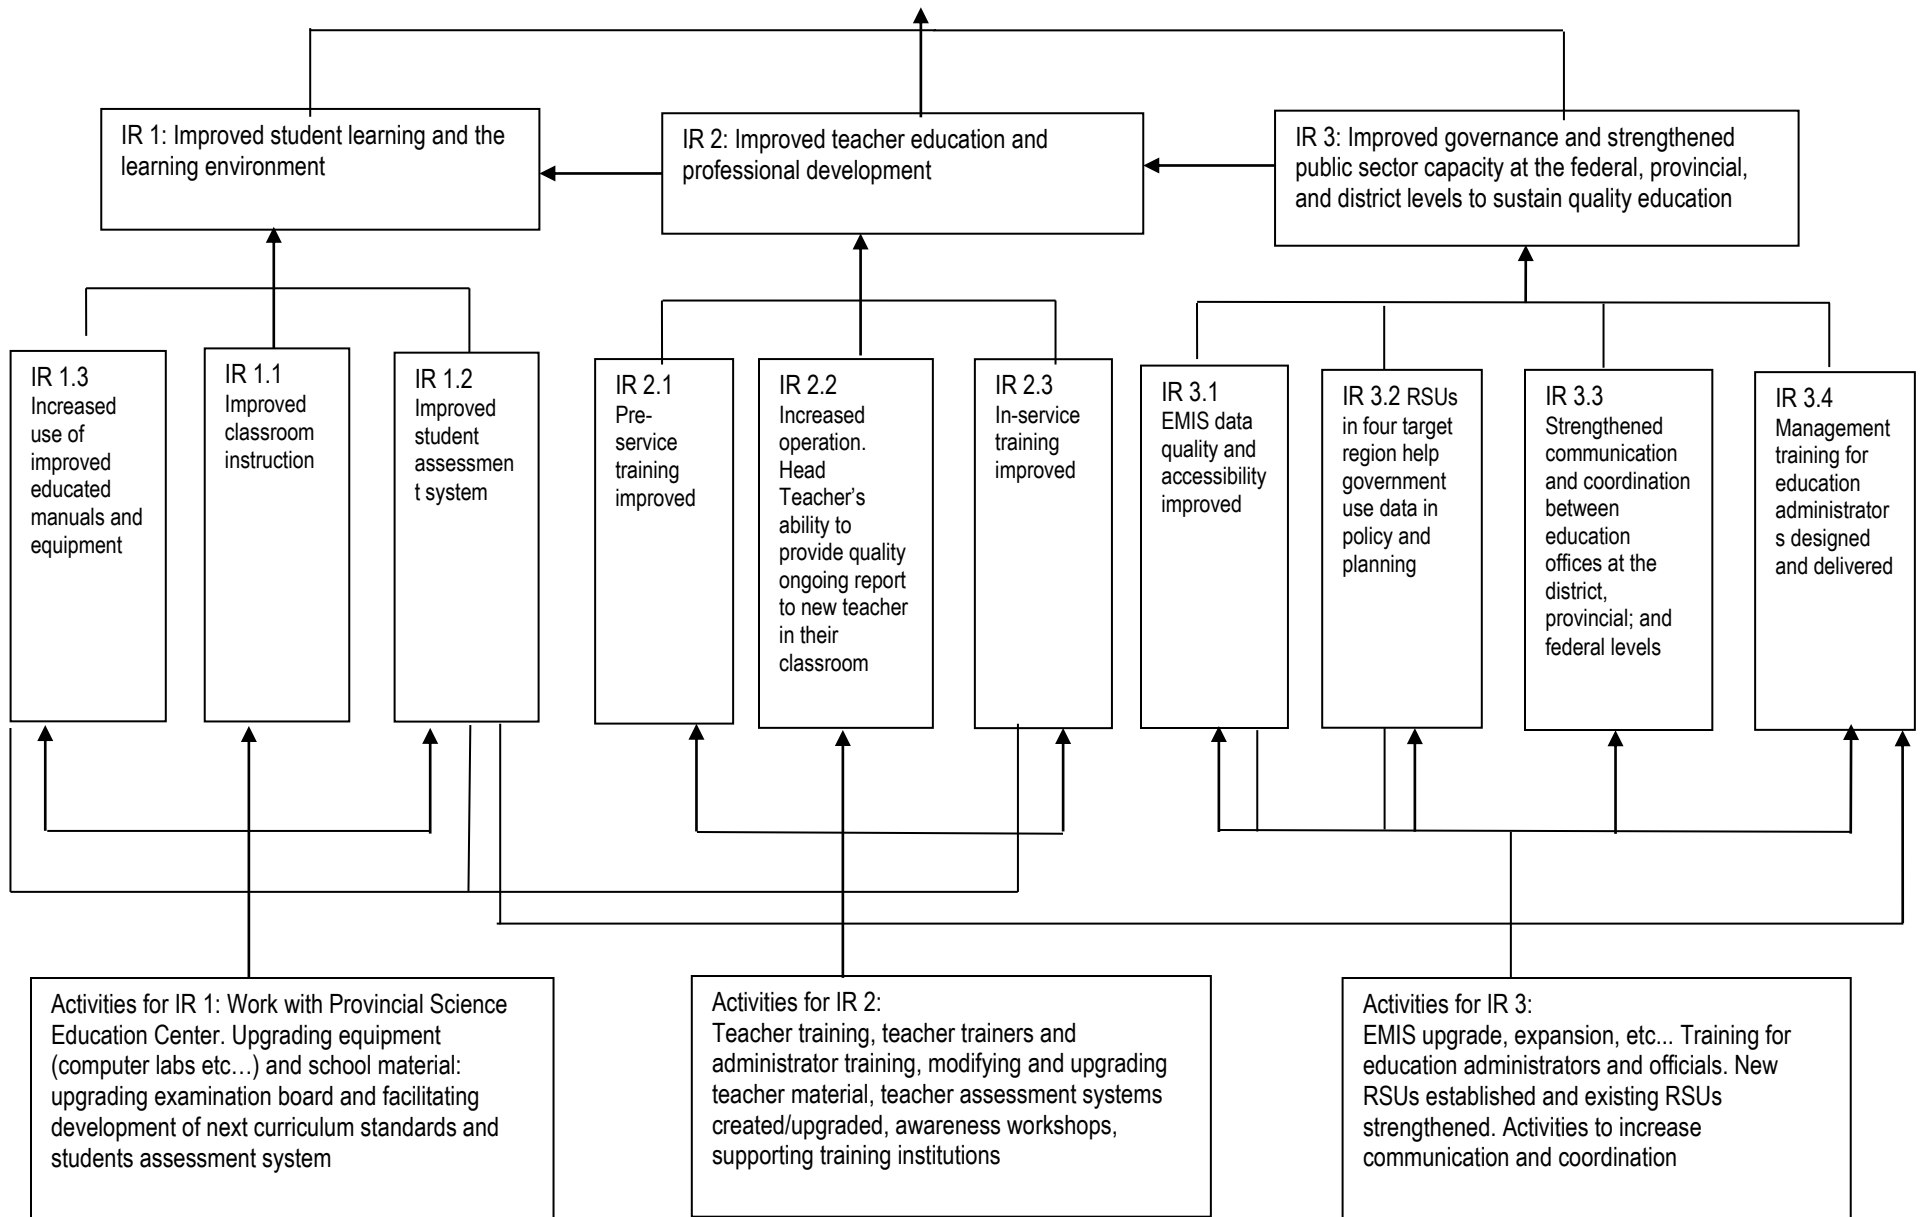 IR 1: Improved student learning and the
learning environment
IR 2: Improved teacher education and
professional development
IR 3: Improved governance and strengthened
public sector capacity at the federal, provincial,
and district levels to sustain quality education
IR 1.3
Increased
use of
improved
educated
manuals and
equipment
IR 1.1
Improved
classroom
instruction
IR 1.2
Improved
student
assessmen
t system
IR 2.1
Pre-
service
training
improved
IR 2.2
Increased
operation.
Head
Teacher’s
ability to
provide quality
ongoing report
to new teacher
in their
classroom
IR 2.3
In-service
training
improved
IR 3.1
EMIS data
quality and
accessibility
improved
IR 3.2 RSUs
in four target
region help
government
use data in
policy and
planning
IR 3.3
Strengthened
communication
and coordination
between
education
offices at the
district,
provincial; and
federal levels
IR 3.4
Management
training for
education
administrator
s designed
and delivered
Activities for IR 1: Work with Provincial Science
Education Center. Upgrading equipment
(computer labs etc…) and school material:
upgrading examination board and facilitating
development of next curriculum standards and
students assessment system
Activities for IR 2:
Teacher training, teacher trainers and
administrator training, modifying and upgrading
teacher material, teacher assessment systems
created/upgraded, awareness workshops,
supporting training institutions
Activities for IR 3:
EMIS upgrade, expansion, etc... Training for
education administrators and officials. New
RSUs established and existing RSUs
strengthened. Activities to increase
communication and coordination